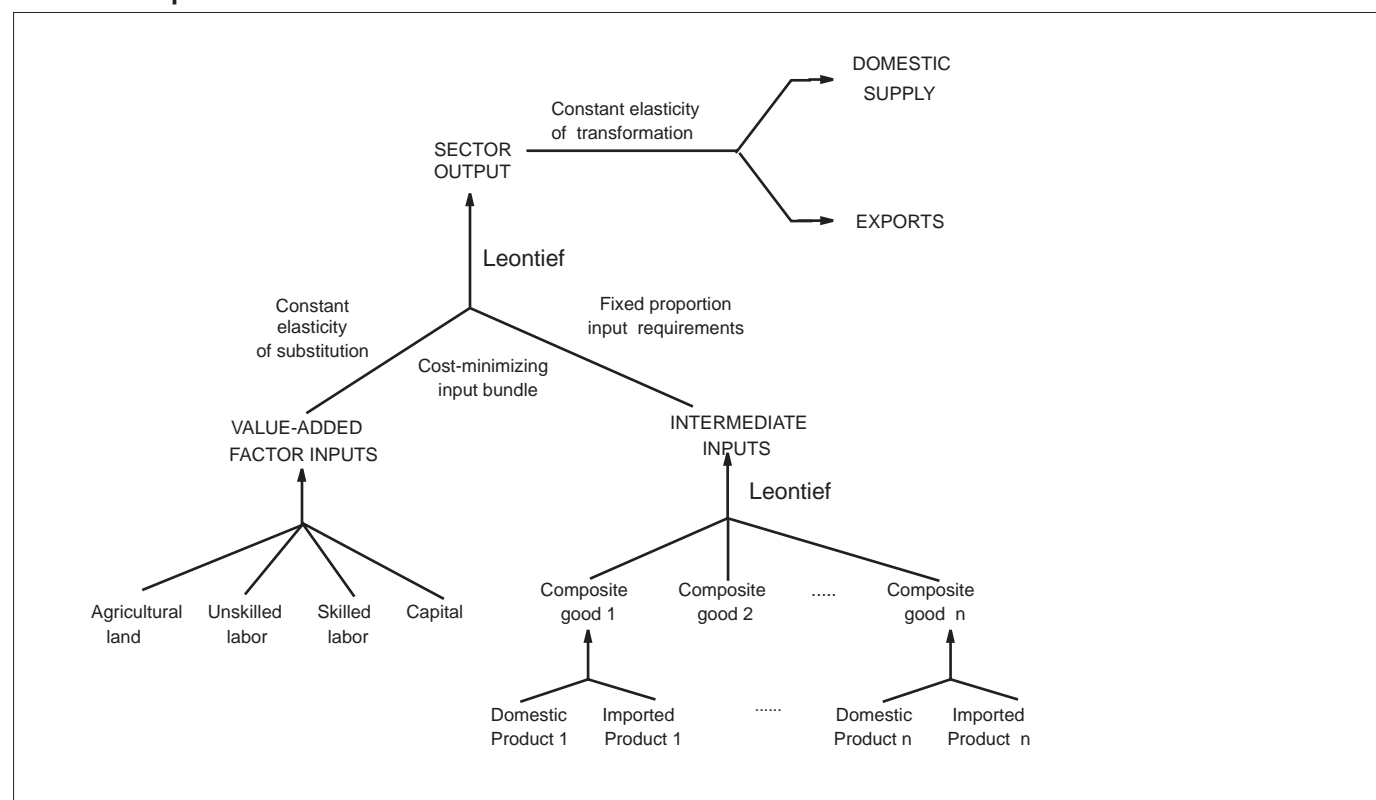 DOMESTIC
SUPPLY
Constant elasticity
of transformation
SECTOR
OUTPUT
EXPORTS
Leontief
Constant
elasticity
of substitution
Fixed proportion
input requirements
Cost-minimizing
input bundle
VALUE-ADDED
FACTOR INPUTS
INTERMEDIATE
INPUTS
Leontief
Agricultural
land
Unskilled
labor
Skilled
labor
Capital
Composite
good 1
Composite
good 2
.....
Composite
good n
Domestic
Product 1
Imported
Product 1
......
Domestic
Product n
Imported
Product n